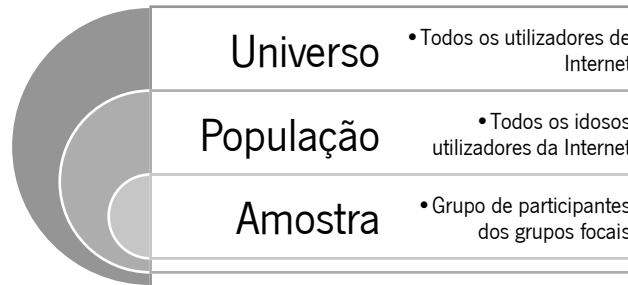 Universo
• Todos os utilizadores de
Internet
População
• Todos os idosos
utilizadores da Internet
Amostra
• Grupo de participantes
dos grupos focais